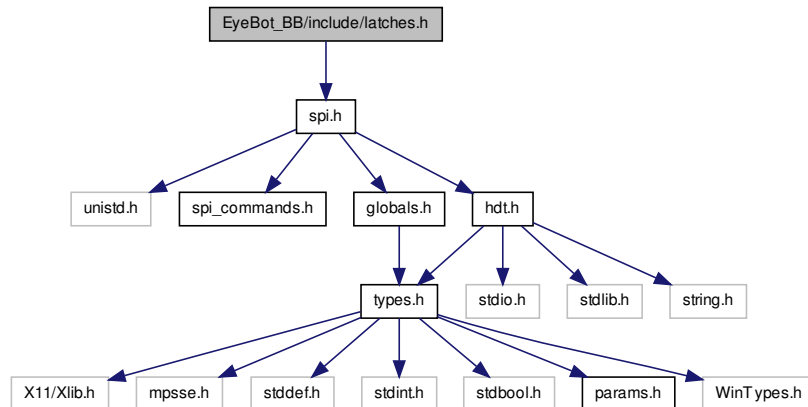 EyeBot_BB/include/latches.h
spi.h
unistd.h
spi_commands.h
globals.h
hdt.h
types.h
stdio.h
stdlib.h
string.h
X11/Xlib.h
mpsse.h
stddef.h
stdint.h
stdbool.h
params.h
WinTypes.h